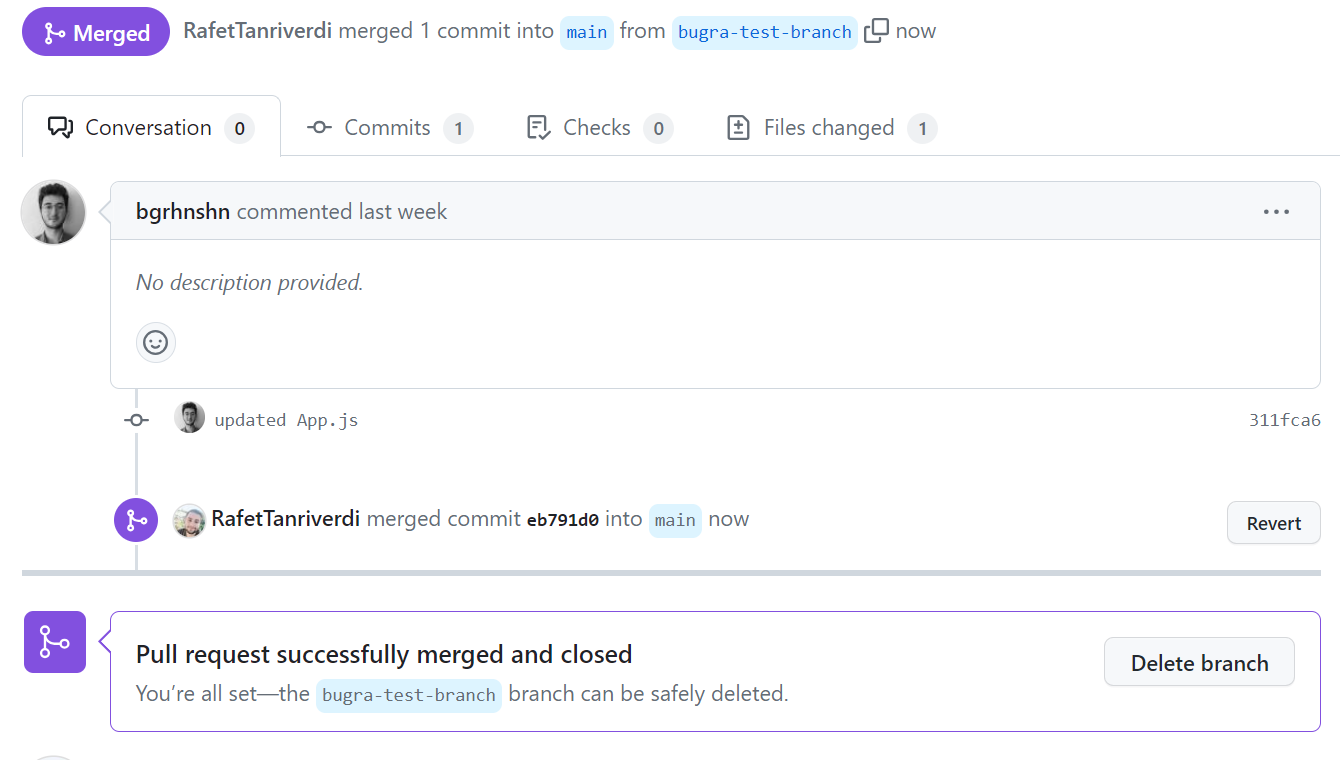 Merged RafetTanriverdi merged 1 commit into main from bugra-test-branch now
Conversation 0 Commits 1 Checks 0 Files changed 1
bgrhnshn commented last week
No description provided.
updated App.js 311fca6
RafetTanriverdi merged commit eb791d0 into main now Revert
Pull request successfully merged and closed
You’re all set—the bugra-test-branch branch can be safely deleted.
Delete branch